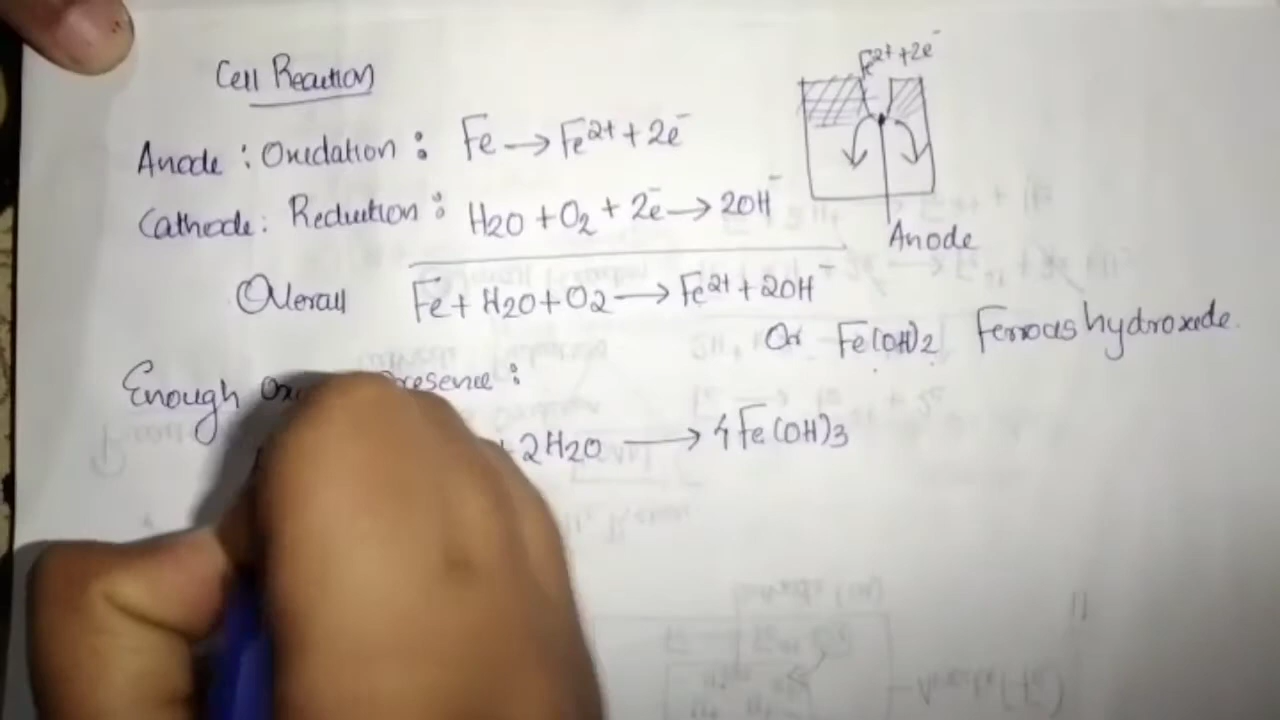 Cell Reaction
Fe²⁺ + 2e⁻
Anode : Oxidation : Fe → Fe²⁺ + 2e⁻
Cathode : Reduction : H2O + O₂ + 2e⁻ → 2OH⁻
Anode
Overall Fe + H2O + O2 → Fe²⁺ + 2OH⁻
Or Fe(OH)2 Ferrous hydroxide.
Enough Presence :
+ 2H2O → 4Fe(OH)3